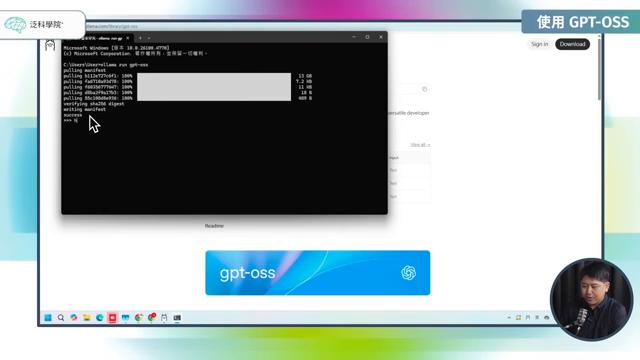 泛科學院
使用 GPT-OSS
ollama.com/library/gpt-oss
ollama run gp
Microsoft Windows [版本 10.0.26100.4770]
(c) Microsoft Corporation. 著作權所有，並保留一切權利。
C:\Users\User>ollama run gpt-oss
pulling manifest
pulling b112e727c6f1: 100%
13 GB
pulling fa6710a93d78: 100%
7.2 KB
pulling f60356777647: 100%
11 KB
pulling d8ba2f9a17b3: 100%
18 B
pulling 55c108d8e936: 100%
489 B
verifying sha256 digest
writing manifest
success
>>>
Sign in
Download
versatile developer
View all →
Input
Text
Text
Text
Readme
gpt-oss